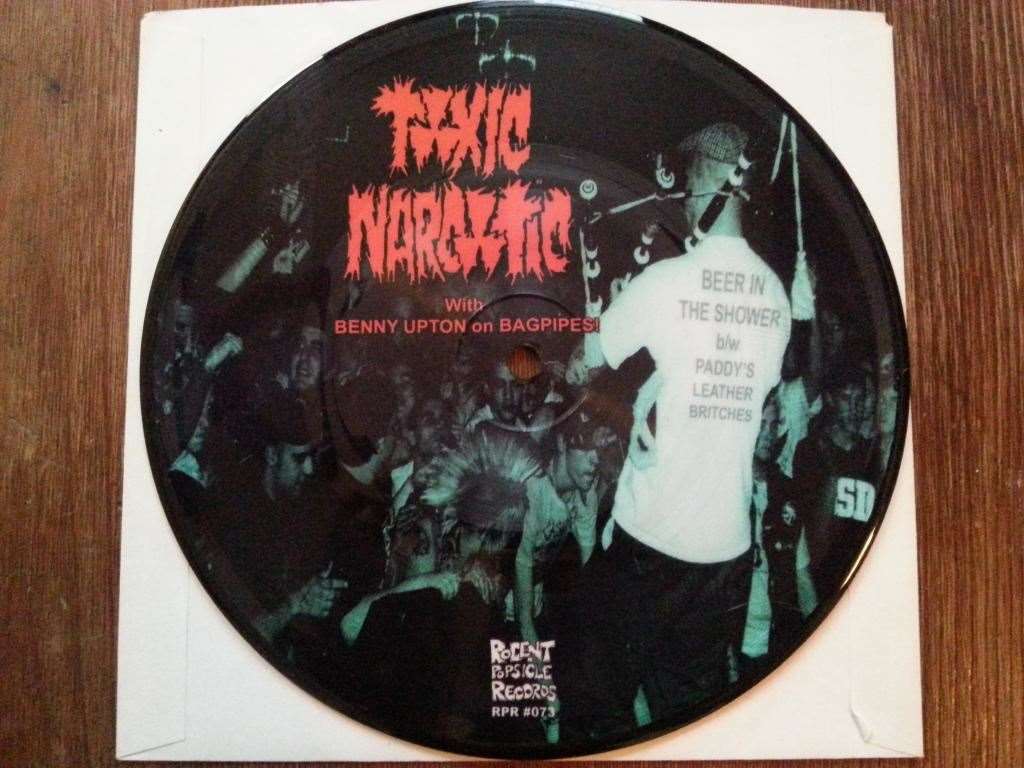 TOXIC
NARCOTIC
With
BENNY UPTON on BAGPIPES!
BEER IN
THE SHOWER
b/w
PADDY'S
LEATHER
BRITCHES
SD
RODENT
POPSICLE
RECORDS
RPR #073